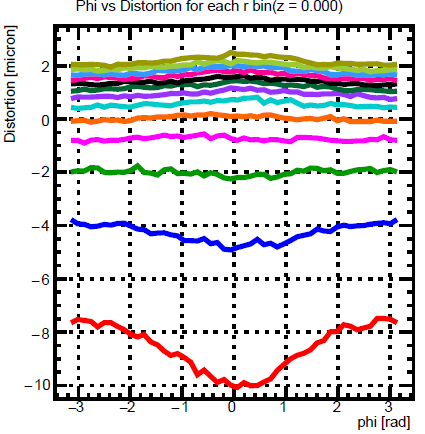 Phi vs Distortion for each r bin(z = 0.000)
Distortion [micron]
2
0
−2
−4
−6
−8
−10
−3 −2 −1 0 1 2 3
phi [rad]